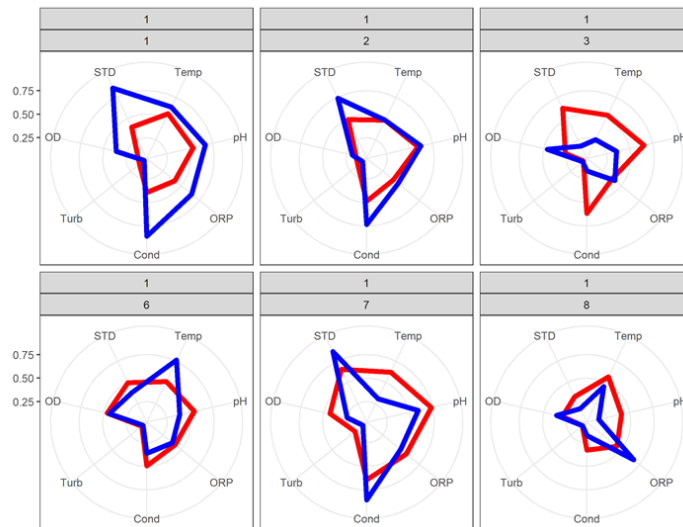 1 1 1
1 2 3
STD Temp STD Temp STD Temp
0.75
0.50
0.25
OD pH OD pH OD pH
Turb ORP Turb ORP Turb ORP
Cond Cond Cond
1 1 1
6 7 8
STD Temp STD Temp STD Temp
0.75
0.50
0.25
OD pH OD pH OD pH
Turb ORP Turb ORP Turb ORP
Cond Cond Cond